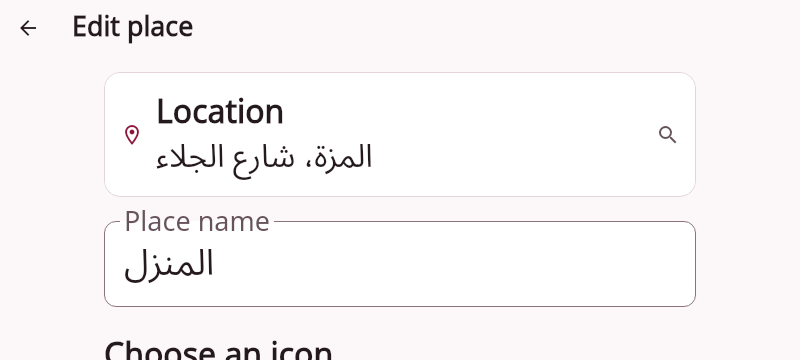 Edit place
Location
المزة، شارع الجلاء
Place name
المنزل
Choose an icon